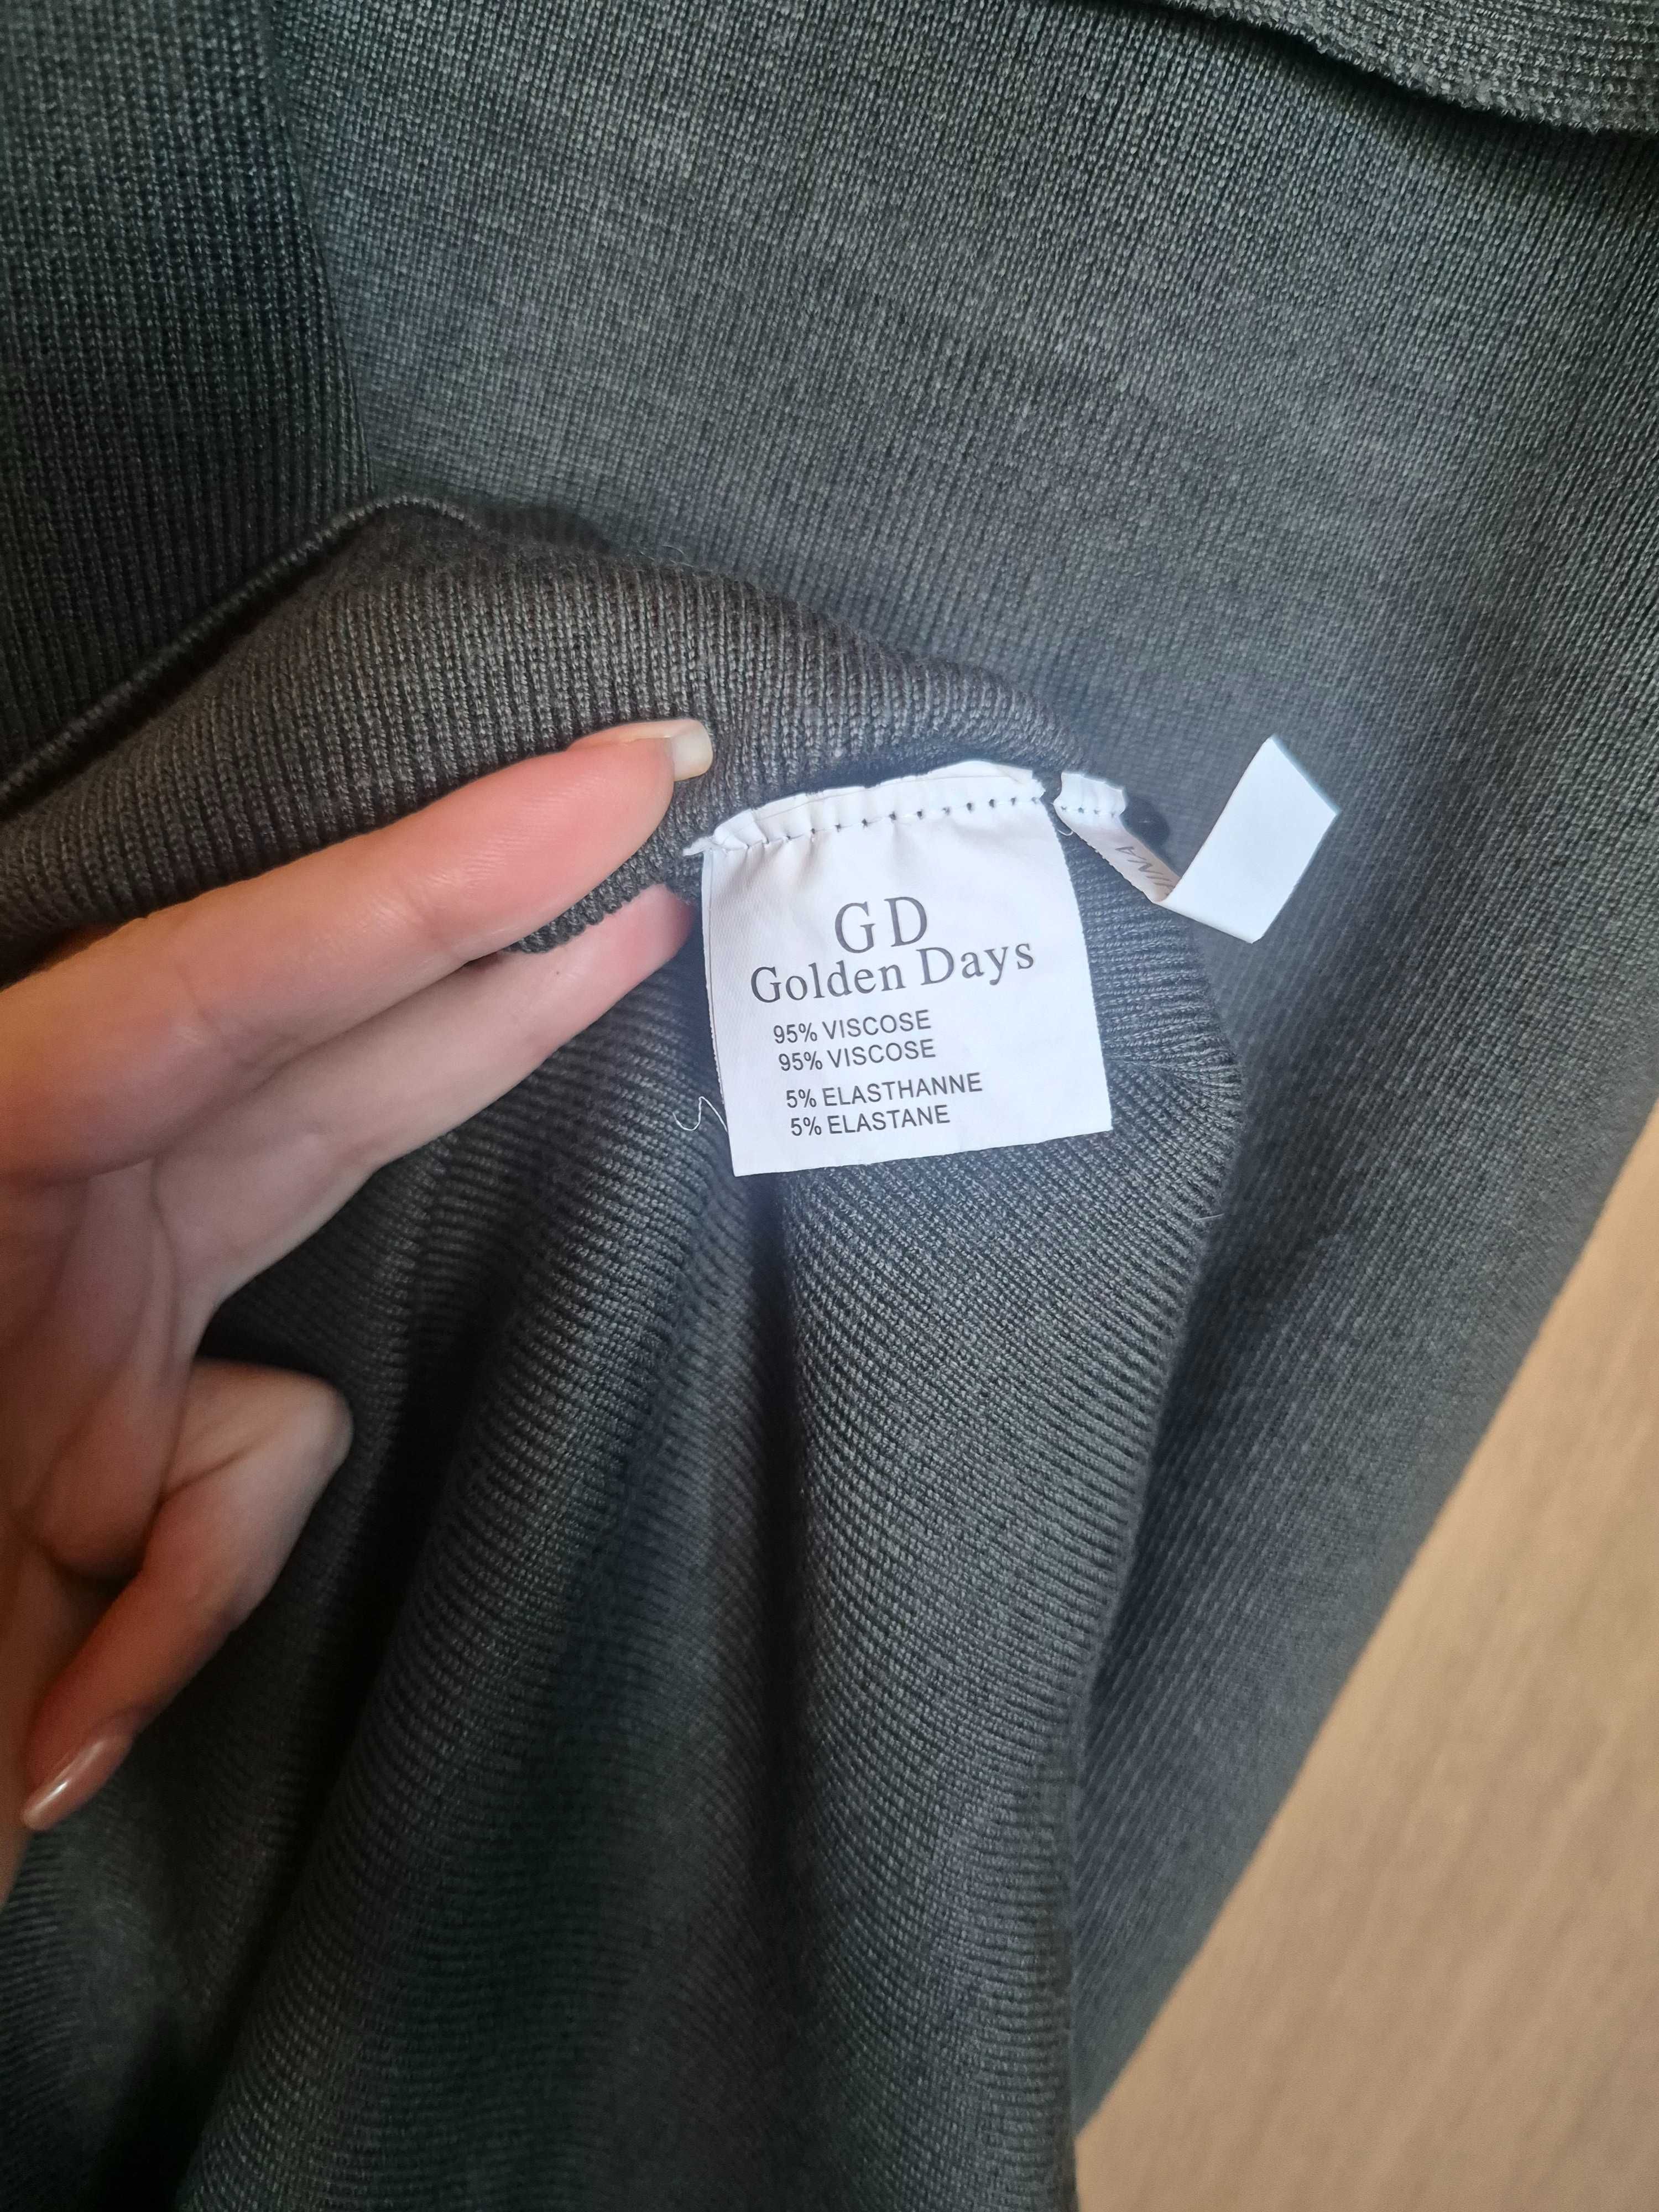 GD
Golden Days
95% VISCOSE
95% VISCOSE
5% ELASTHANNE
5% ELASTANE